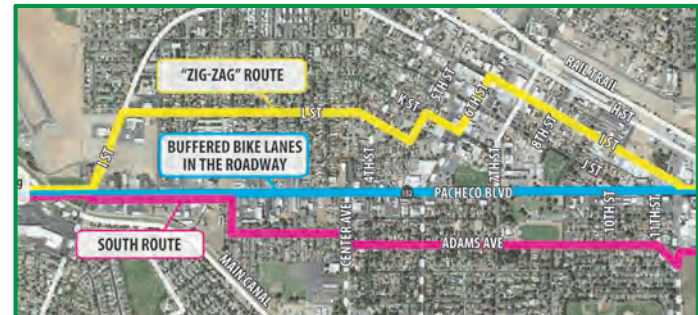 "ZIG-ZAG" ROUTE
RAIL TRAIL
H ST
5TH ST
6TH ST
K ST
L ST
I ST
8TH ST
I ST
J ST
BUFFERED BIKE LANES
IN THE ROADWAY
4TH ST
7TH ST
PACHECO BLVD
10TH ST
11TH ST
SOUTH ROUTE
CENTER AVE
ADAMS AVE
MAIN CANAL